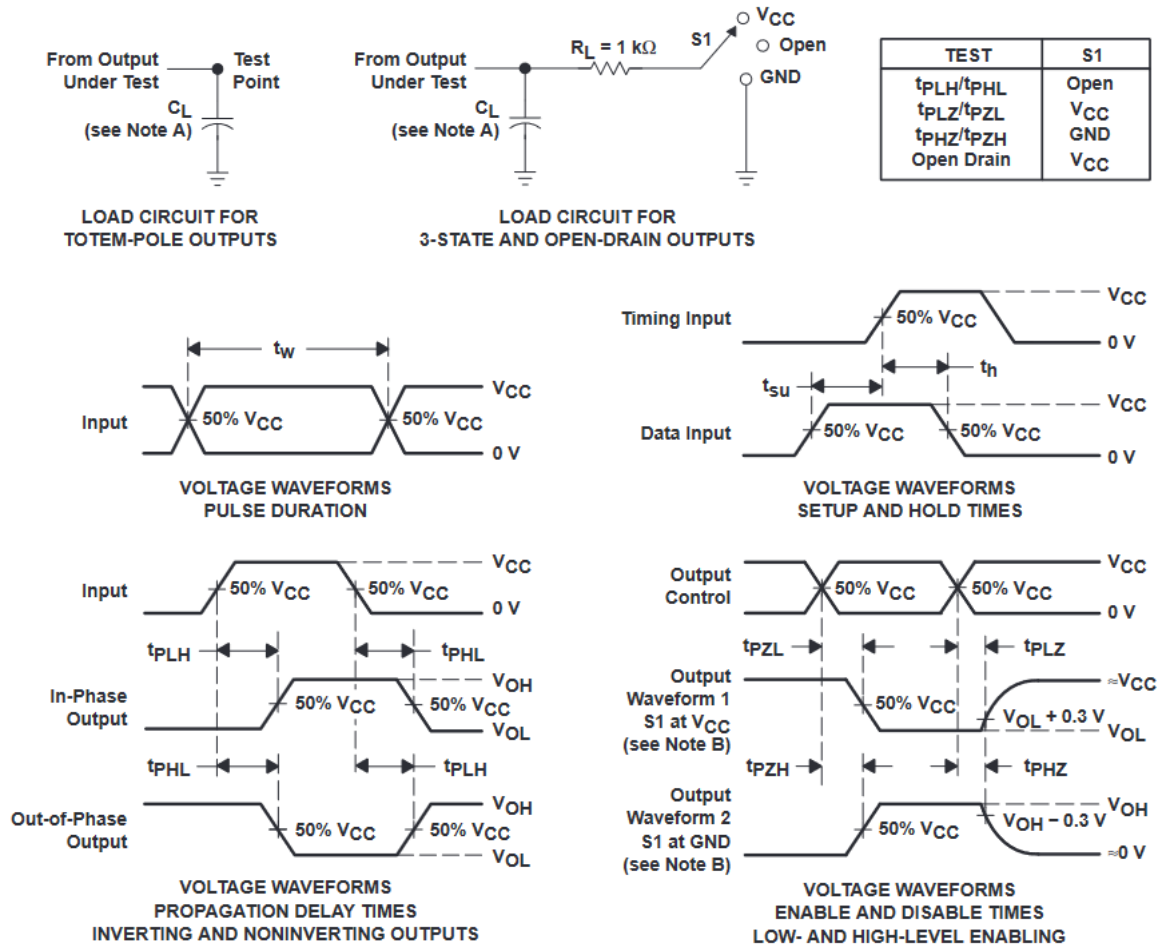 From Output
Under Test
Test
Point
CL
(see Note A)
LOAD CIRCUIT FOR
TOTEM-POLE OUTPUTS
From Output
Under Test
RL = 1 kΩ
S1
VCC
Open
GND
CL
(see Note A)
LOAD CIRCUIT FOR
3-STATE AND OPEN-DRAIN OUTPUTS
TEST S1
tPLH/tPHL Open
tPLZ/tPZL VCC
tPHZ/tPZH GND
Open Drain VCC
tw
Input
50% VCC
50% VCC
VCC
0 V
VOLTAGE WAVEFORMS
PULSE DURATION
Timing Input
50% VCC
VCC
0 V
tsu
th
Data Input
50% VCC
50% VCC
VCC
0 V
VOLTAGE WAVEFORMS
SETUP AND HOLD TIMES
Input
50% VCC
50% VCC
VCC
0 V
tPLH
tPHL
In-Phase
Output
50% VCC
50% VCC
VOH
VOL
tPHL
tPLH
Out-of-Phase
Output
50% VCC
50% VCC
VOH
VOL
VOLTAGE WAVEFORMS
PROPAGATION DELAY TIMES
INVERTING AND NONINVERTING OUTPUTS
Output
Control
50% VCC
50% VCC
VCC
0 V
tPZL
tPLZ
Output
Waveform 1
S1 at VCC
(see Note B)
50% VCC
≈VCC
VOL + 0.3 V
VOL
tPZH
tPHZ
Output
Waveform 2
S1 at GND
(see Note B)
50% VCC
VOH
VOH − 0.3 V
≈0 V
VOLTAGE WAVEFORMS
ENABLE AND DISABLE TIMES
LOW- AND HIGH-LEVEL ENABLING